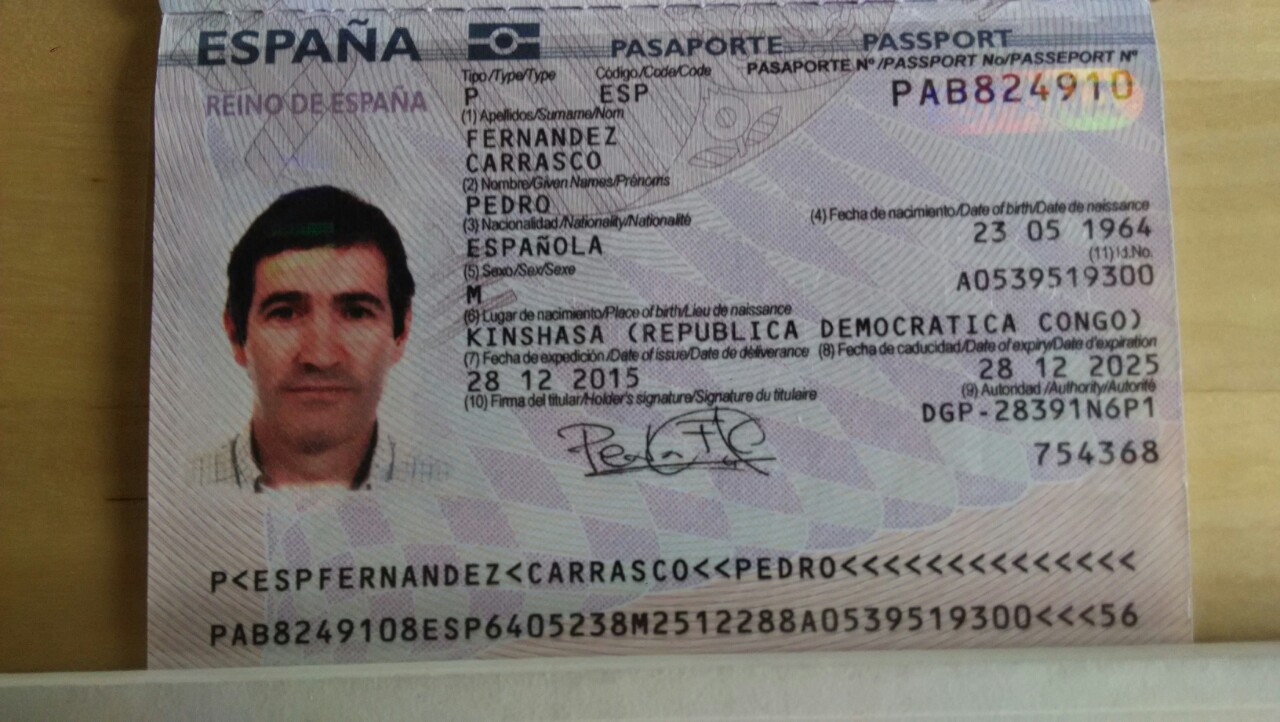 ESPAÑA PASAPORTE PASSPORT
REINO DE ESPAÑA
Tipo/Type/Type Código/Code/Code PASAPORTE Nº/PASSPORT No/PASSEPORT Nº
P ESP PAB824910
(1) Apellidos/Surname/Nom
FERNANDEZ
CARRASCO
(2) Nombre/Given Names/Prénoms
PEDRO
(3) Nacionalidad/Nationality/Nationalité (4) Fecha de nacimiento/Date of birth/Date de naissance
ESPAÑOLA 23 05 1964
(5) Sexo/Sex/Sexe (11) Id.No.
M A0539519300
(6) Lugar de nacimiento/Place of birth/Lieu de naissance
KINSHASA (REPUBLICA DEMOCRATICA CONGO)
(7) Fecha de expedición/Date of issue/Date de déliverance (8) Fecha de caducidad/Date of expiry/Date d'expiration
28 12 2015 28 12 2025
(10) Firma del titular/Holder's signature/Signature du titulaire (9) Autoridad/Authority/Autorité
DGP-28391N6P1
754368
P<ESPFERNANDEZ<CARRASCO<<PEDRO<<<<<<<<<<<<<<
PAB8249108ESP6405238M2512288A0539519300<<<56